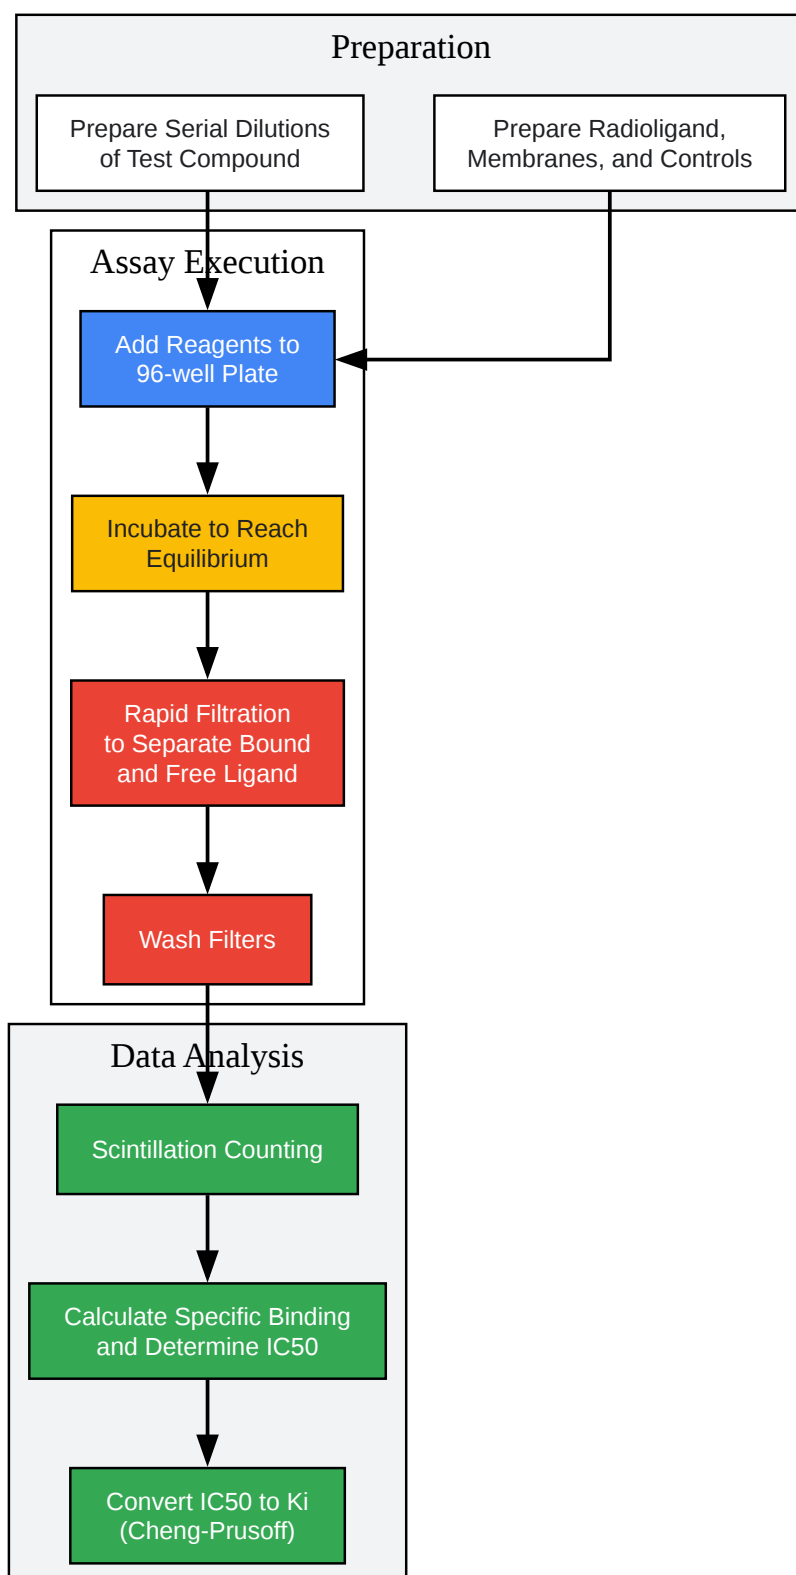 Preparation
Prepare Serial Dilutions
of Test Compound
Prepare Radioligand,
Membranes, and Controls
Assay Execution
Add Reagents to
96-well Plate
Incubate to Reach
Equilibrium
Rapid Filtration
to Separate Bound
and Free Ligand
Wash Filters
Data Analysis
Scintillation Counting
Calculate Specific Binding
and Determine IC50
Convert IC50 to Ki
(Cheng-Prusoff)